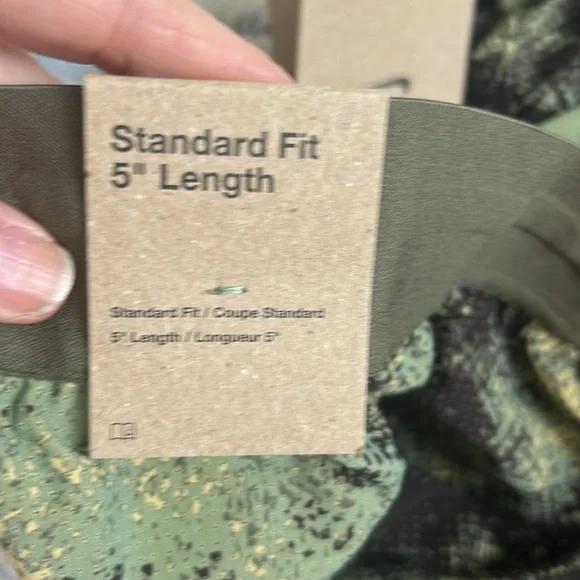 Standard Fit
5" Length
Standard Fit / Coupe Standard
5" Length / Longueur 5"